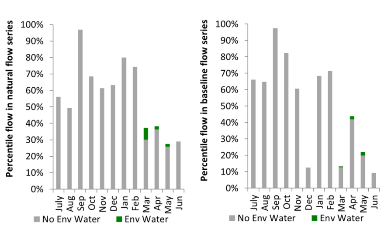 Percentile flow in natural flow series
100%
90%
80%
70%
60%
50%
40%
30%
20%
10%
0%
July
Aug
Sep
Oct
Nov
Dec
Jan
Feb
Mar
Apr
May
Jun
No Env Water
Env Water
Percentile flow in baseline flow series
100%
90%
80%
70%
60%
50%
40%
30%
20%
10%
0%
July
Aug
Sep
Oct
Nov
Dec
Jan
Feb
Mar
Apr
May
Jun
No Env Water
Env Water